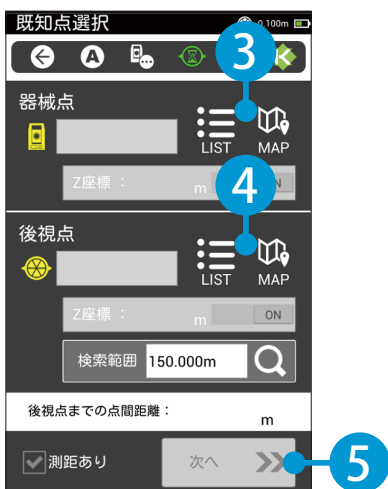 既知点選択 0.100m
A
3
器械点
LIST MAP
Z座標： m N
4
後視点
LIST MAP
Z座標： m ON
検索範囲 150.000m
後視点までの点間距離：
m
測距あり 次へ 5